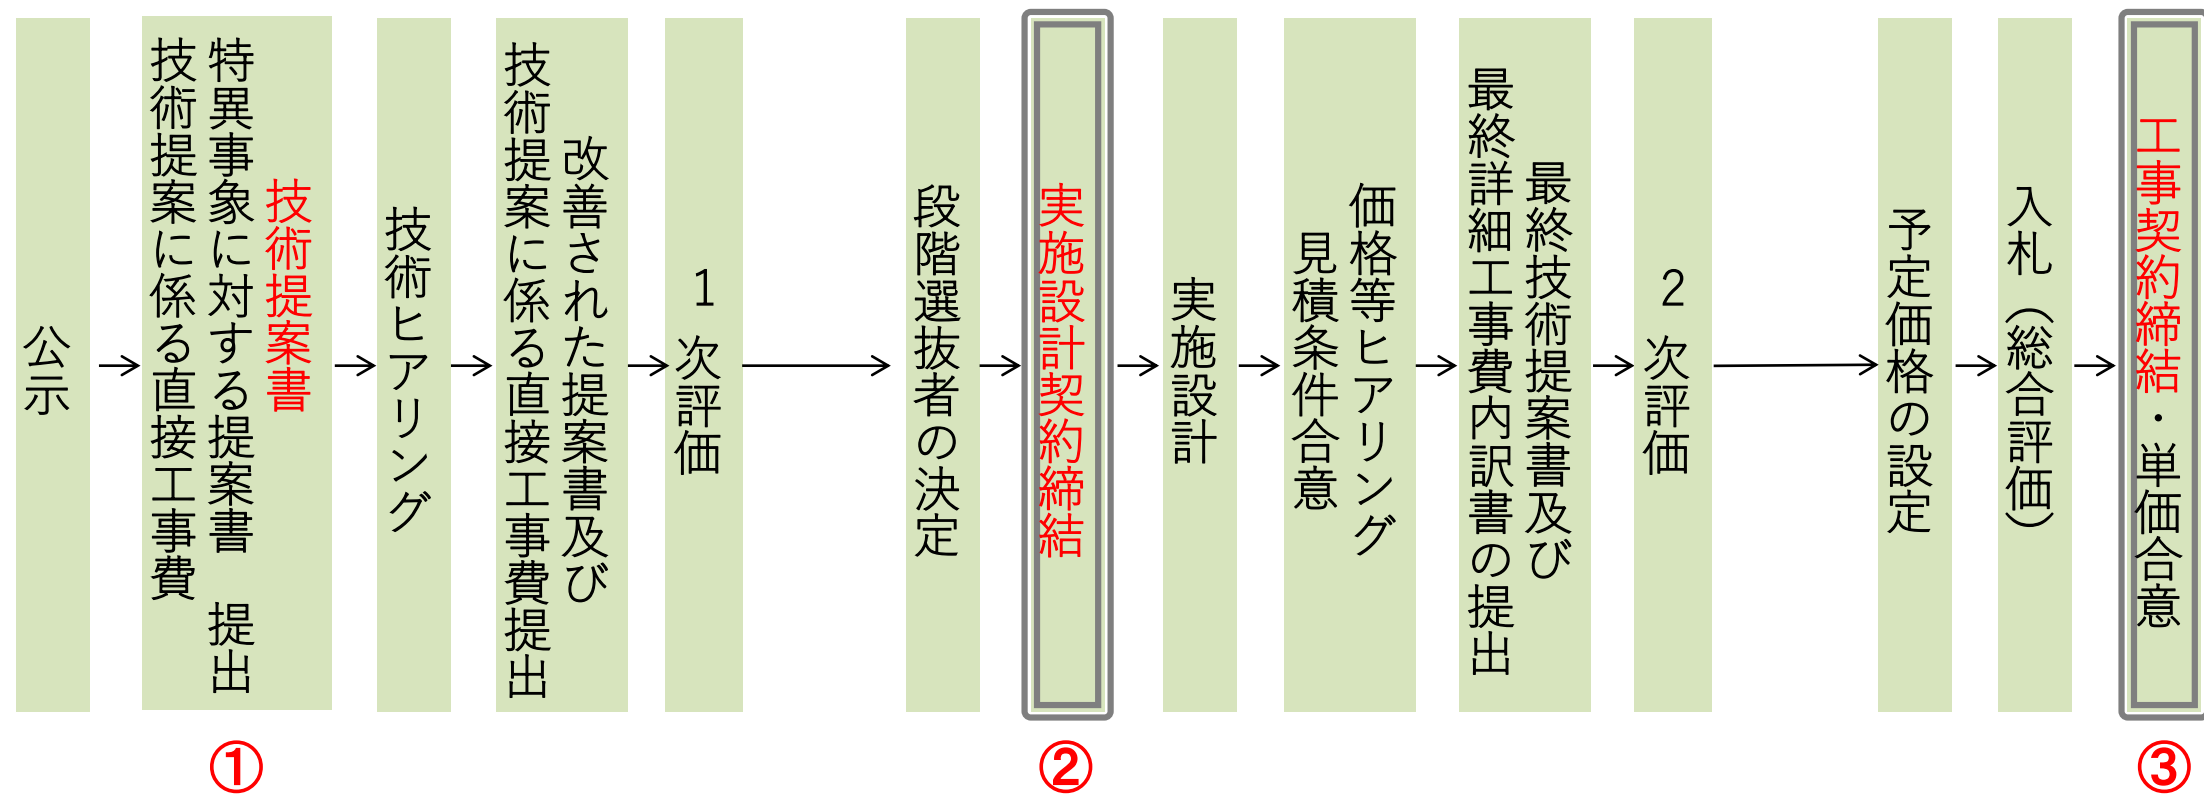 公示
技術提案書
特異事象に対する提案書　提出
技術提案に係る直接工事費
技術ヒアリング
改善された提案書及び
技術提案に係る直接工事費提出
1次評価
段階選抜者の決定
実施設計契約締結
実施設計
価格等ヒアリング
見積条件合意
最終技術提案書及び
最終詳細工事費内訳書の提出
2次評価
予定価格の設定
入札（総合評価）
工事契約締結・単価合意
①
②
③